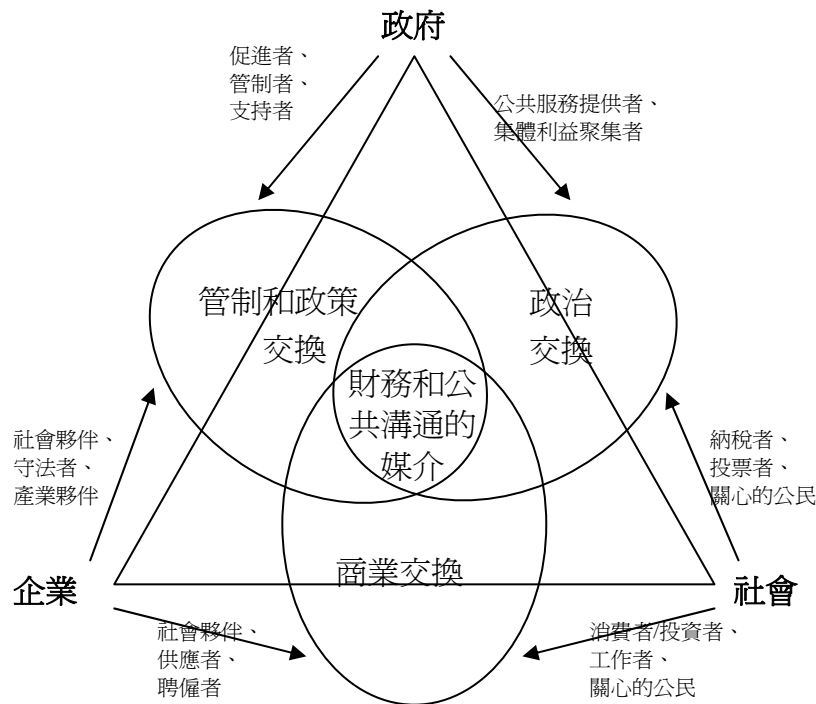 政府
促進者、
管制者、
支持者
公共服務提供者、
集體利益聚集者
管制和政策
交換
政治
交換
財務和公
共溝通的
媒介
社會夥伴、
守法者、
產業夥伴
納稅者、
投票者、
關心的公民
企業
商業交換
社會
社會夥伴、
供應者、
聘僱者
消費者/投資者、
工作者、
關心的公民